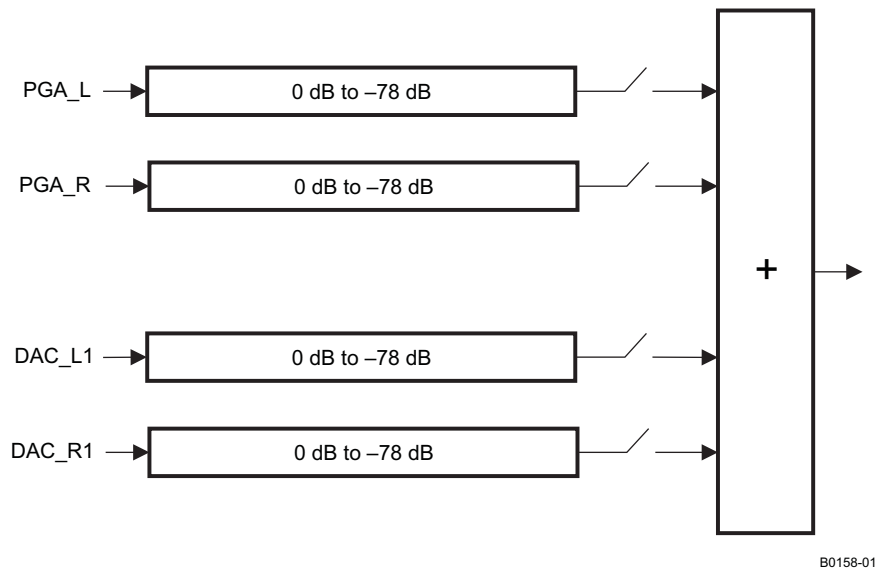 PGA_L
0 dB to –78 dB
PGA_R
0 dB to –78 dB
+
DAC_L1
0 dB to –78 dB
DAC_R1
0 dB to –78 dB
B0158-01